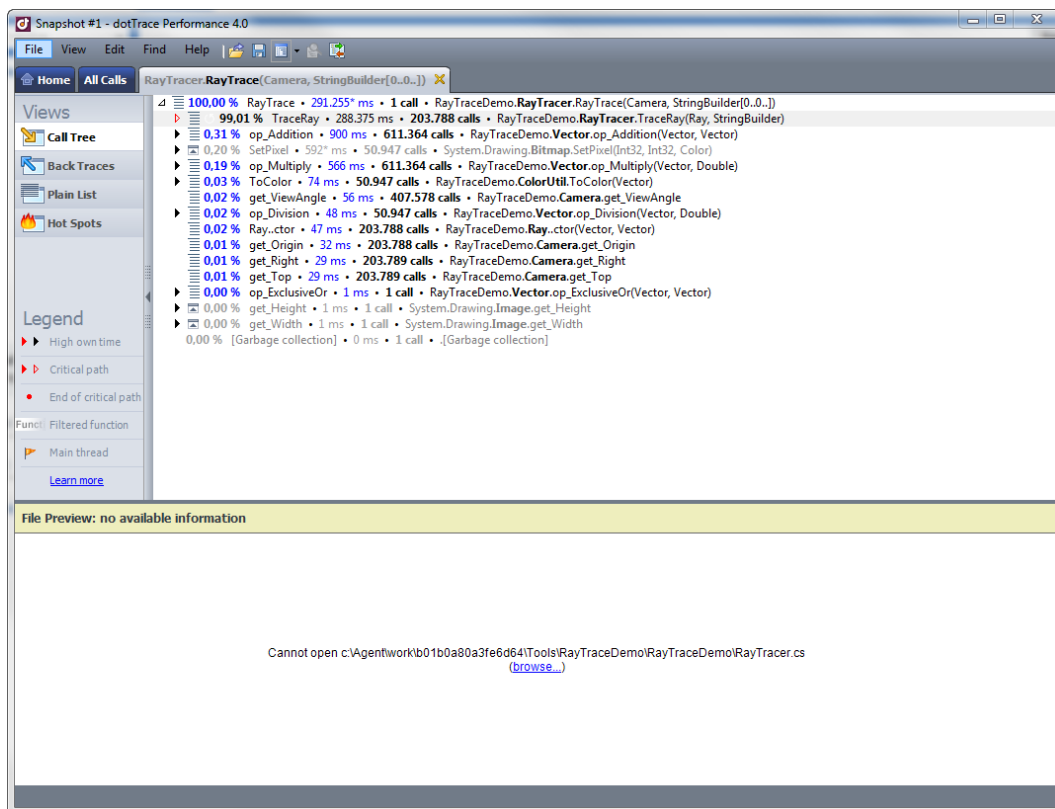 Snapshot #1 - dotTrace Performance 4.0
File View Edit Find Help
Home All Calls RayTracer.RayTrace(Camera, StringBuilder[0..0..])
Views
Call Tree
Back Traces
Plain List
Hot Spots
Legend
High own time
Critical path
End of critical path
Funct Filtered function
Main thread
Learn more
100,00 % RayTrace • 291.255* ms • 1 call • RayTraceDemo.RayTracer.RayTrace(Camera, StringBuilder[0..0..])
99,01 % TraceRay • 288.375 ms • 203.788 calls • RayTraceDemo.RayTracer.TraceRay(Ray, StringBuilder)
0,31 % op_Addition • 900 ms • 611.364 calls • RayTraceDemo.Vector.op_Addition(Vector, Vector)
0,20 % SetPixel • 592* ms • 50.947 calls • System.Drawing.Bitmap.SetPixel(Int32, Int32, Color)
0,19 % op_Multiply • 566 ms • 611.364 calls • RayTraceDemo.Vector.op_Multiply(Vector, Double)
0,03 % ToColor • 74 ms • 50.947 calls • RayTraceDemo.ColorUtil.ToColor(Vector)
0,02 % get_ViewAngle • 56 ms • 407.578 calls • RayTraceDemo.Camera.get_ViewAngle
0,02 % op_Division • 48 ms • 50.947 calls • RayTraceDemo.Vector.op_Division(Vector, Double)
0,02 % Ray..ctor • 47 ms • 203.788 calls • RayTraceDemo.Ray..ctor(Vector, Vector)
0,01 % get_Origin • 32 ms • 203.788 calls • RayTraceDemo.Camera.get_Origin
0,01 % get_Right • 29 ms • 203.789 calls • RayTraceDemo.Camera.get_Right
0,01 % get_Top • 29 ms • 203.789 calls • RayTraceDemo.Camera.get_Top
0,00 % op_ExclusiveOr • 1 ms • 1 call • RayTraceDemo.Vector.op_ExclusiveOr(Vector, Vector)
0,00 % get_Height • 1 ms • 1 call • System.Drawing.Image.get_Height
0,00 % get_Width • 1 ms • 1 call • System.Drawing.Image.get_Width
0,00 % [Garbage collection] • 0 ms • 1 call • .[Garbage collection]
File Preview: no available information
Cannot open c:\Agent\work\b01b0a80a3fe6d64\Tools\RayTraceDemo\RayTraceDemo\RayTracer.cs
(browse...)